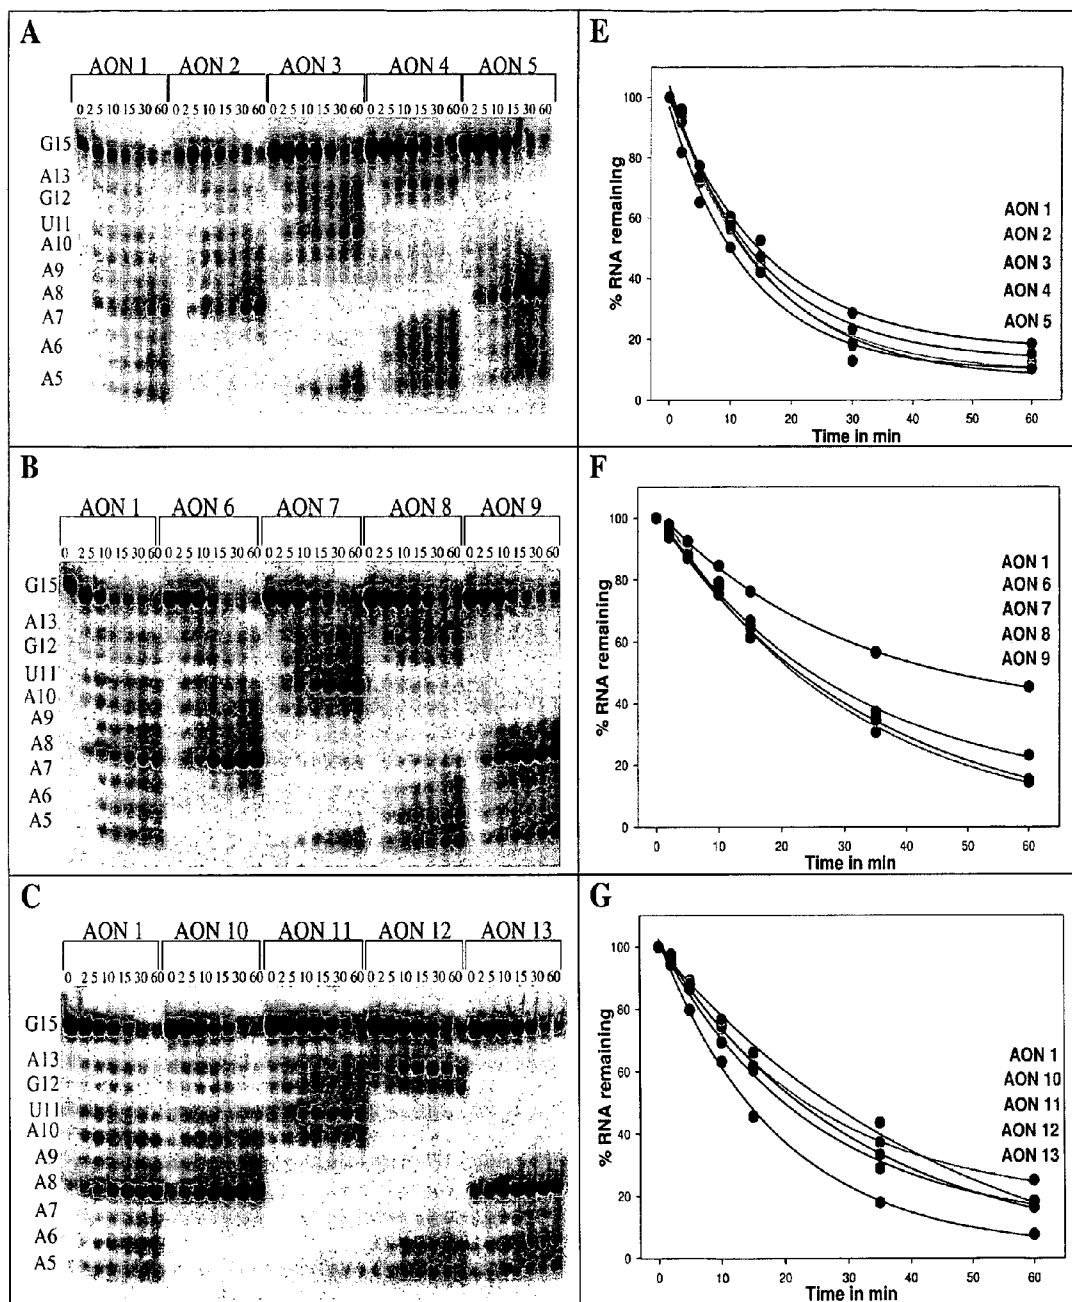 A
AON 1 AON 2 AON 3 AON 4 AON 5
0 2 5 10 15 30 60 0 2 5 10 15 30 60 0 2 5 10 15 30 60 0 2 5 10 15 30 60 0 2 5 10 15 30 60
G15
A13
G12
U11
A10
A9
A8
A7
A6
A5
E
% RNA remaining
100
80
60
40
20
0
0 10 20 30 40 50 60
Time in min
AON 1
AON 2
AON 3
AON 4
AON 5
B
AON 1 AON 6 AON 7 AON 8 AON 9
0 2 5 10 15 30 60 0 2 5 10 15 30 60 0 2 5 10 15 30 60 0 2 5 10 15 30 60 0 2 5 10 15 30 60
G15
A13
G12
U11
A10
A9
A8
A7
A6
A5
F
% RNA remaining
100
80
60
40
20
0
0 10 20 30 40 50 60
Time in min
AON 1
AON 6
AON 7
AON 8
AON 9
C
AON 1 AON 10 AON 11 AON 12 AON 13
0 2 5 10 15 30 60 0 2 5 10 15 30 60 0 2 5 10 15 30 60 0 2 5 10 15 30 60 0 2 5 10 15 30 60
G15
A13
G12
U11
A10
A9
A8
A7
A6
A5
G
% RNA remaining
100
80
60
40
20
0
0 10 20 30 40 50 60
Time in min
AON 1
AON 10
AON 11
AON 12
AON 13